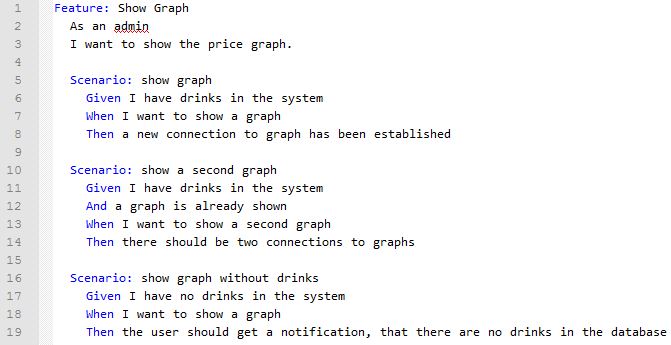 1 Feature: Show Graph
2 As an admin
3 I want to show the price graph.
4
5 Scenario: show graph
6 Given I have drinks in the system
7 When I want to show a graph
8 Then a new connection to graph has been established
9
10 Scenario: show a second graph
11 Given I have drinks in the system
12 And a graph is already shown
13 When I want to show a second graph
14 Then there should be two connections to graphs
15
16 Scenario: show graph without drinks
17 Given I have no drinks in the system
18 When I want to show a graph
19 Then the user should get a notification, that there are no drinks in the database